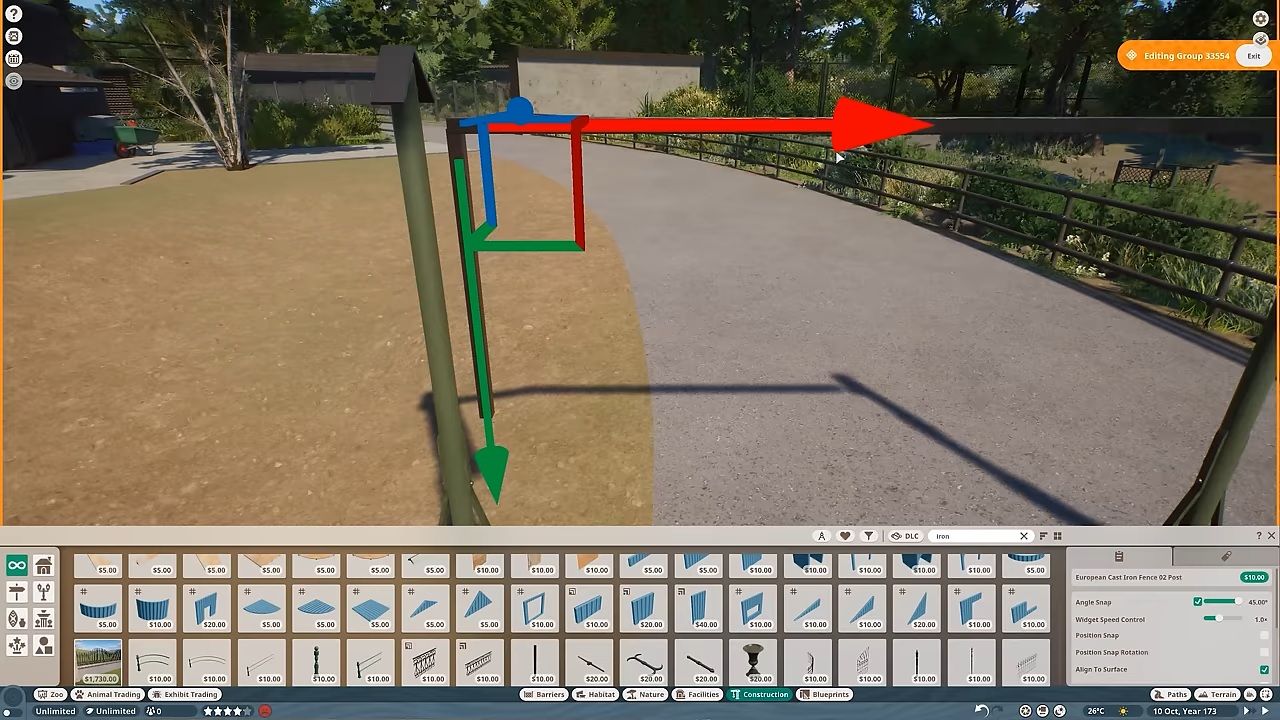 ?
Editing Group 33554 Exit
DLC iron ? 
$5.00 $5.00 $5.00 $5.00 $5.00 $5.00 $5.00 $10.00 $10.00 $10.00 $5.00 $5.00 $10.00 $10.00 $10.00 $10.00 $10.00 $5.00
$5.00 $10.00 $20.00 $5.00 $5.00 $5.00 $5.00 $10.00 $10.00 $10.00 $20.00 $40.00 $20.00 $5.00 $5.00 $5.00 $10.00 $10.00
$1,730.00 $10.00 $10.00 $10.00 $5.00 $10.00 $10.00 $10.00 $10.00 $20.00 $20.00 $20.00 $20.00 $10.00 $10.00 $10.00 $10.00 $10.00
European Cast Iron Fence 02 Post $10.00
Angle Snap 45.00°
Widget Speed Control 1.0×
Position Snap
Position Snap Rotation
Align To Surface
Zoo Animal Trading Exhibit Trading Barriers Habitat Nature Facilities Construction Blueprints Paths Terrain
Unlimited Unlimited 0 26°C 10 Oct, Year 173